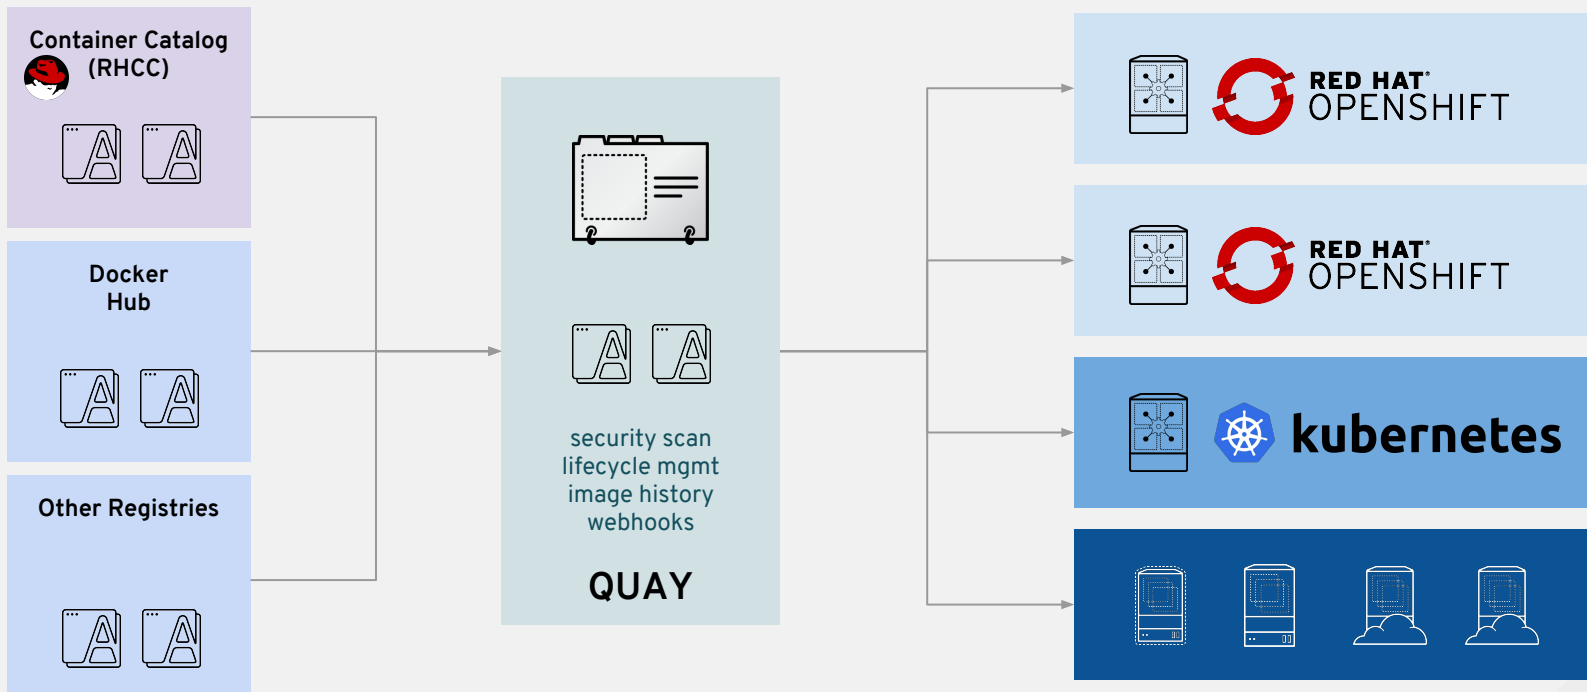 Container Catalog
(RHCC)
Docker
Hub
Other Registries
security scan
lifecycle mgmt
image history
webhooks
QUAY
RED HAT®
OPENSHIFT
RED HAT®
OPENSHIFT
kubernetes